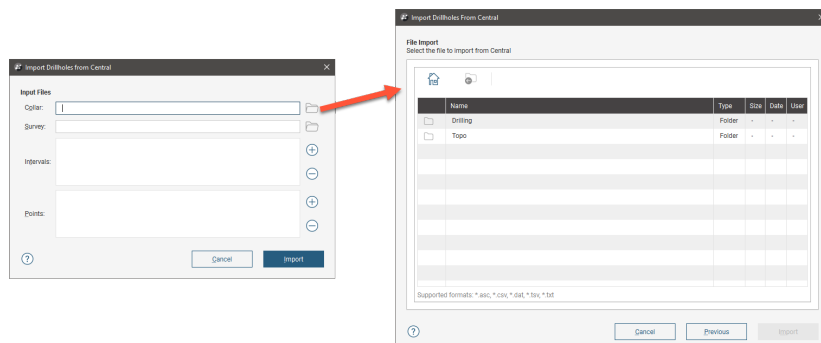 Import Drillholes from Central
Input Files
Collar:
Survey:
Intervals:
Points:
Cancel
Import
Import Drillholes From Central
File Import
Select the file to import from Central
Name Type Size Date User
Drilling Folder - - -
Topo Folder - - -
Supported formats: *.asc, *.csv, *.dat, *.tsv, *.txt
Cancel
Previous
Import